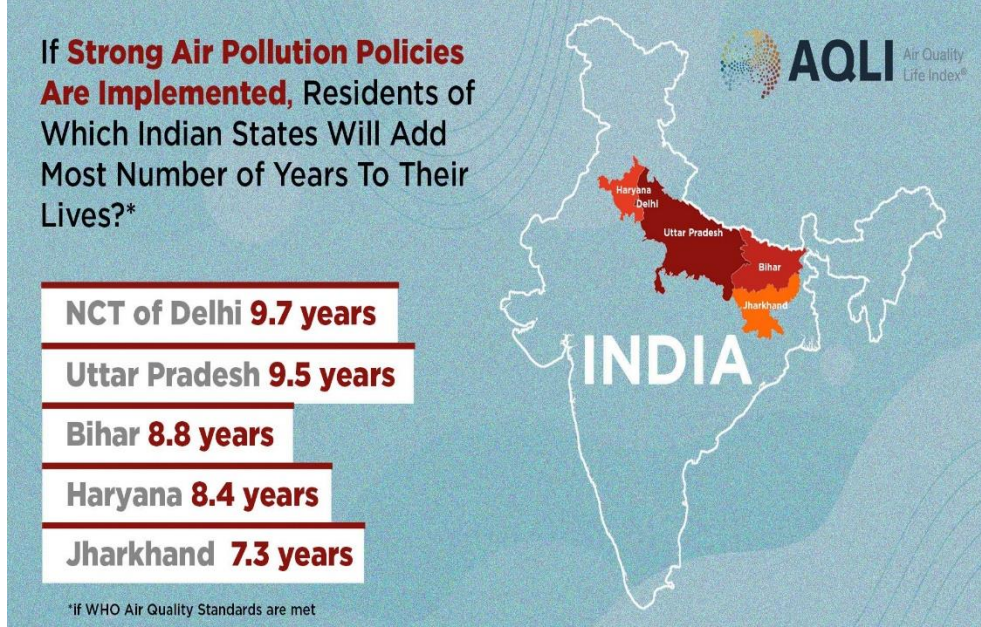 If Strong Air Pollution Policies
Are Implemented, Residents of
Which Indian States Will Add
Most Number of Years To Their
Lives?*
AQLI
Air Quality
Life Index®
NCT of Delhi 9.7 years
Uttar Pradesh 9.5 years
Bihar 8.8 years
Haryana 8.4 years
Jharkhand 7.3 years
*if WHO Air Quality Standards are met
Haryana
Delhi
Uttar Pradesh
Bihar
Jharkhand
INDIA